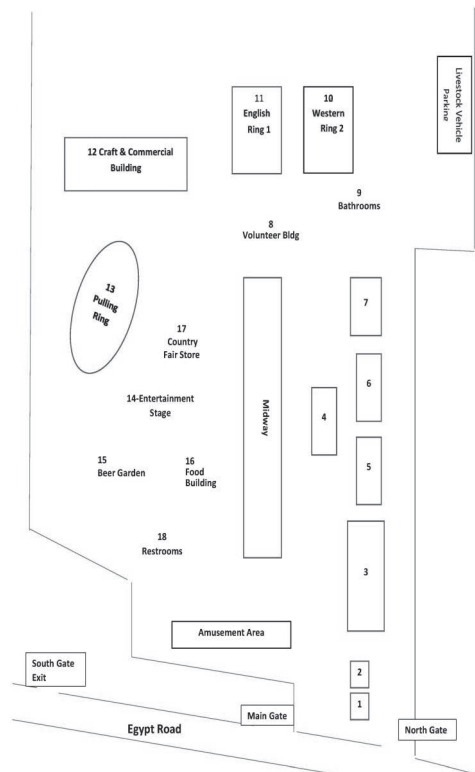 Livestock Vehicle
Parking
11
English
Ring 1
10
Western
Ring 2
12 Craft & Commercial
Building
9
Bathrooms
8
Volunteer Bldg
13
Pulling
Ring
7
17
Country
Fair Store
6
14-Entertainment
Stage
Midway
4
15
Beer Garden
16
Food
Building
5
18
Restrooms
3
Amusement Area
South Gate
Exit
2
1
Main Gate
Egypt Road
North Gate